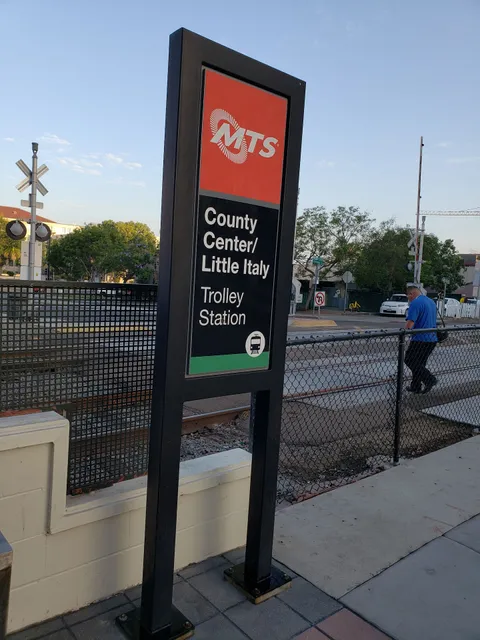 MTS
County
Center/
Little Italy
Trolley
Station